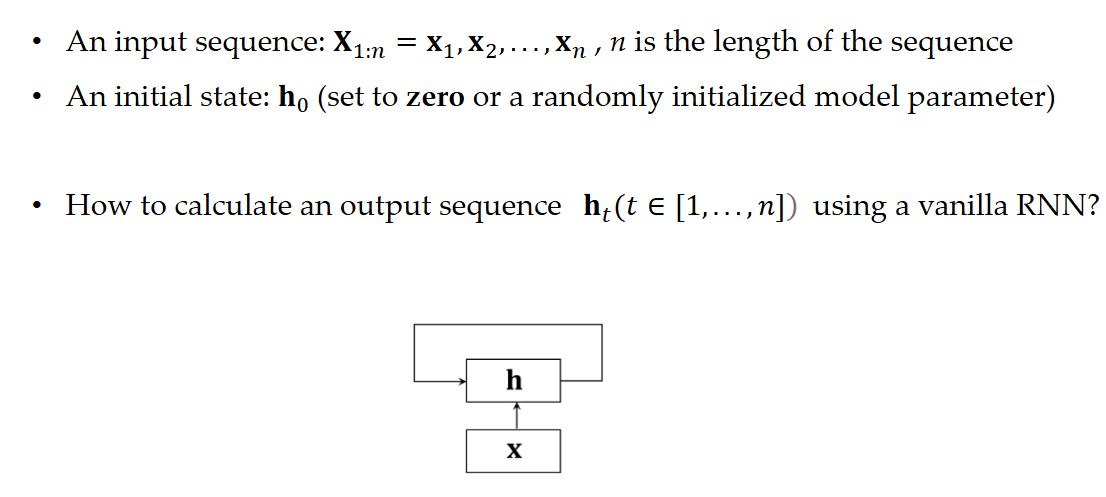 • An input sequence: 𝐗₁:ₙ = 𝐱₁, 𝐱₂, . . . , 𝐱ₙ , n is the length of the sequence
• An initial state: 𝐡₀ (set to zero or a randomly initialized model parameter)
• How to calculate an output sequence 𝐡ₜ(t ∈ [1, . . . , n]) using a vanilla RNN?
h
x